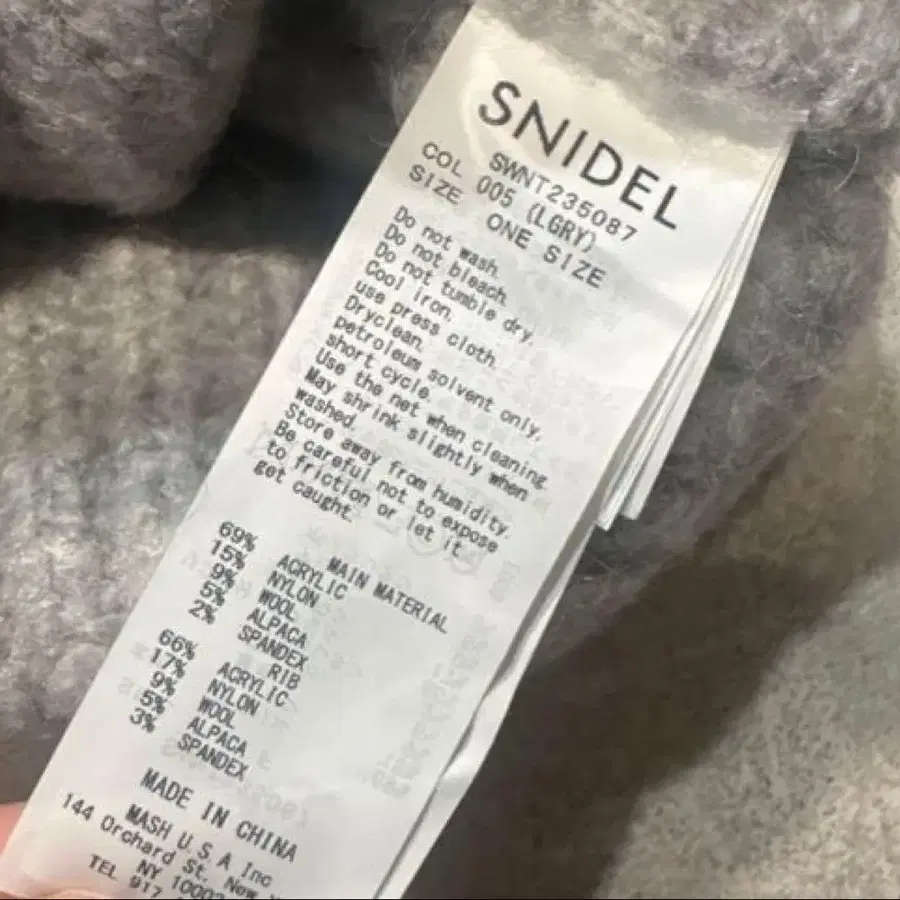 SNIDEL
SWNT235087
COL 005 (LGRY)
SIZE ONE SIZE
Do not wash.
Do not bleach.
Do not tumble dry.
Cool iron.
use press cloth.
Dryclean.
petroleum solvent only,
short cycle.
Use the net when cleaning.
May shrink slightly when
washed.
Store away from humidity.
Be careful not to expose
to friction or let it
get caught.
MAIN MATERIAL
69% ACRYLIC
15% NYLON
9% WOOL
5% ALPACA
2% SPANDEX
RIB
66% ACRYLIC
17% NYLON
9% WOOL
5% ALPACA
3% SPANDEX
MADE IN CHINA
MASH U.S.A Inc
144 Orchard St. New
NY
TEL 917